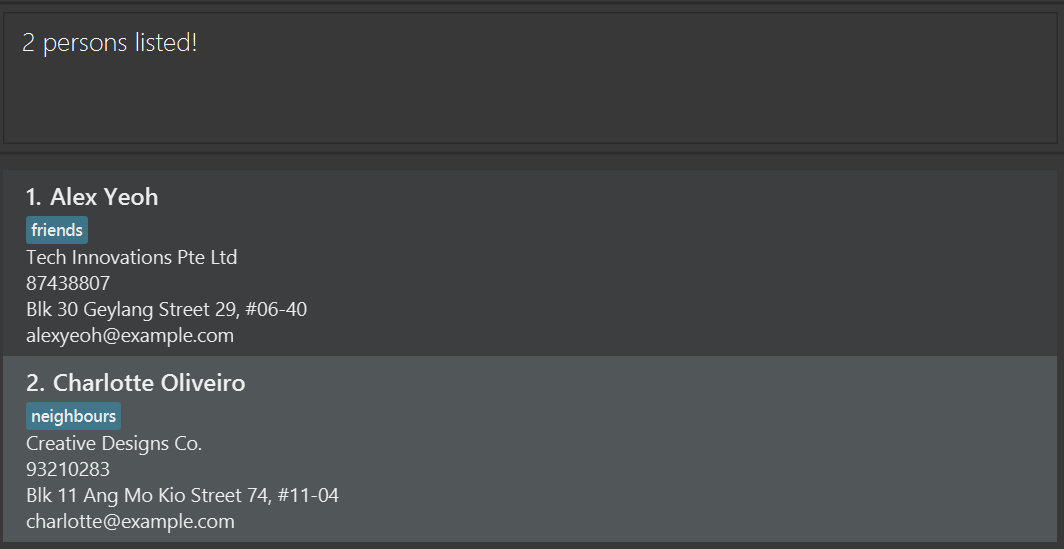 2 persons listed!
1. Alex Yeoh
friends
Tech Innovations Pte Ltd
87438807
Blk 30 Geylang Street 29, #06-40
alexyeoh@example.com
2. Charlotte Oliveiro
neighbours
Creative Designs Co.
93210283
Blk 11 Ang Mo Kio Street 74, #11-04
charlotte@example.com